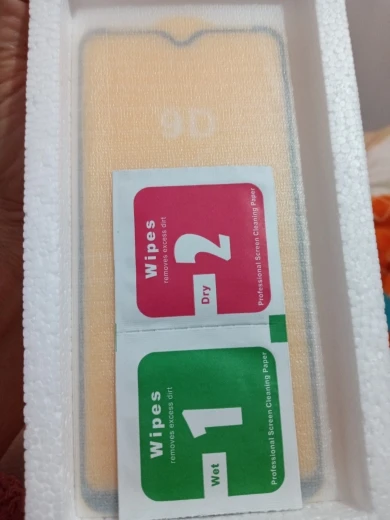 9D
Wipes
removes excess dirt
2
Dry
Professional Screen Cleaning Paper
Wipes
removes excess dirt
1
Wet
Professional Screen Cleaning Paper